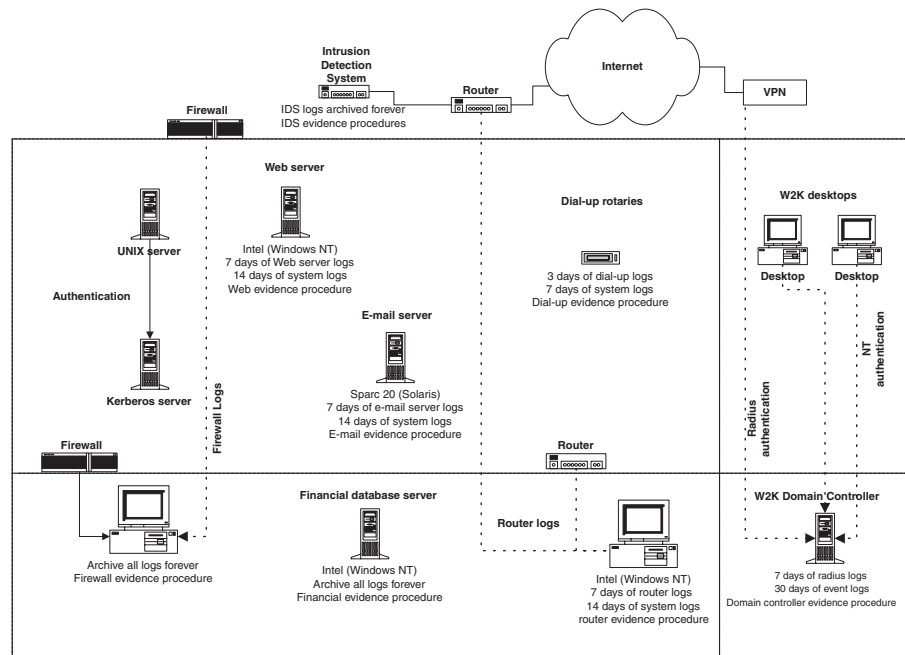 Intrusion
Detection
System
IDS logs archived forever
IDS evidence procedures
Router
Internet
VPN
Firewall
Web server
Intel (Windows NT)
7 days of Web server logs
14 days of system logs
Web evidence procedure
UNIX server
Authentication
Kerberos server
Firewall Logs
Dial-up rotaries
3 days of dial-up logs
7 days of system logs
Dial-up evidence procedure
W2K desktops
Desktop
Desktop
E-mail server
Sparc 20 (Solaris)
7 days of e-mail server logs
14 days of system logs
E-mail evidence procedure
Radius
authentication
NT
authentication
Firewall
Router
Archive all logs forever
Firewall evidence procedure
Financial database server
Intel (Windows NT)
Archive all logs forever
Financial evidence procedure
Router logs
Intel (Windows NT)
7 days of router logs
14 days of system logs
router evidence procedure
W2K Domain Controller
7 days of radius logs
30 days of event logs
Domain controller evidence procedure